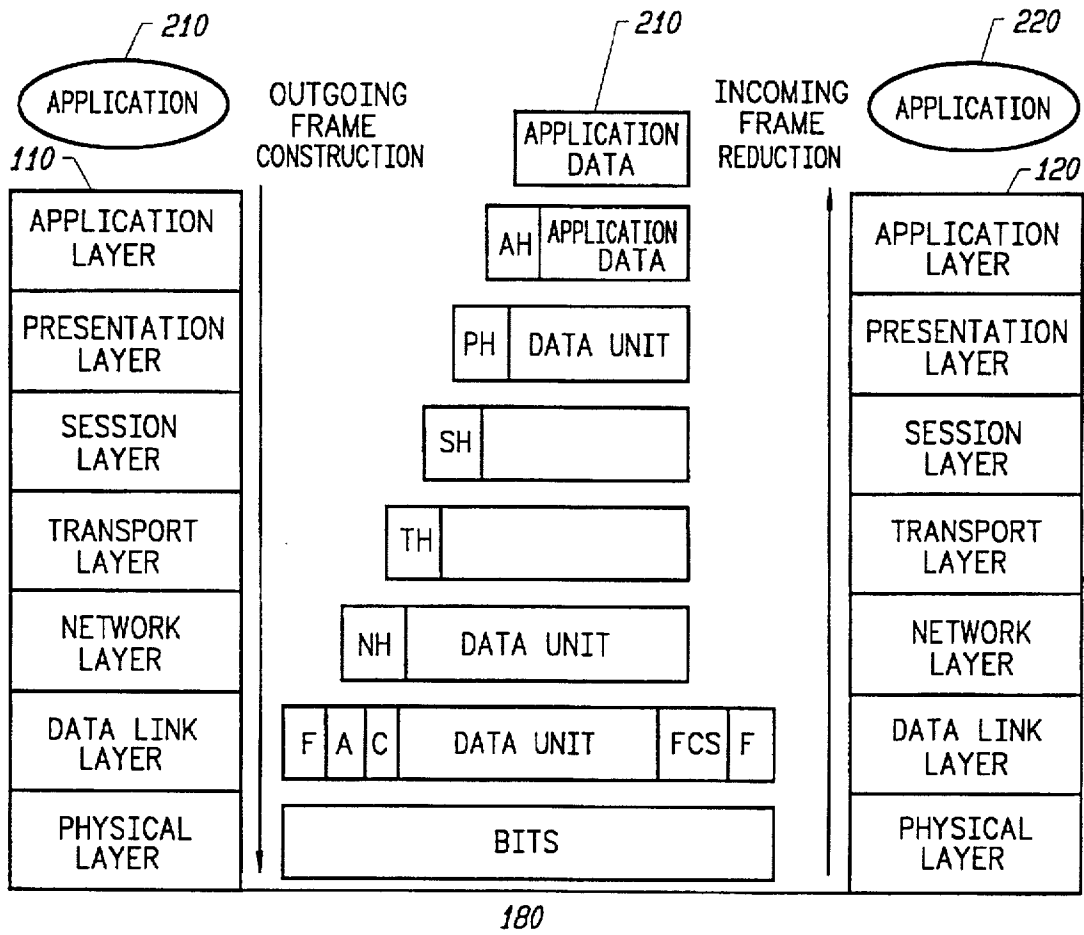 210
210
220
APPLICATION
OUTGOING
FRAME
CONSTRUCTION
APPLICATION
DATA
INCOMING
FRAME
REDUCTION
APPLICATION
110
120
APPLICATION
LAYER
AH
APPLICATION
DATA
APPLICATION
LAYER
PRESENTATION
LAYER
PH
DATA UNIT
PRESENTATION
LAYER
SESSION
LAYER
SH
SESSION
LAYER
TRANSPORT
LAYER
TH
TRANSPORT
LAYER
NETWORK
LAYER
NH
DATA UNIT
NETWORK
LAYER
DATA LINK
LAYER
F
A
C
DATA UNIT
FCS
F
DATA LINK
LAYER
PHYSICAL
LAYER
BITS
PHYSICAL
LAYER
180